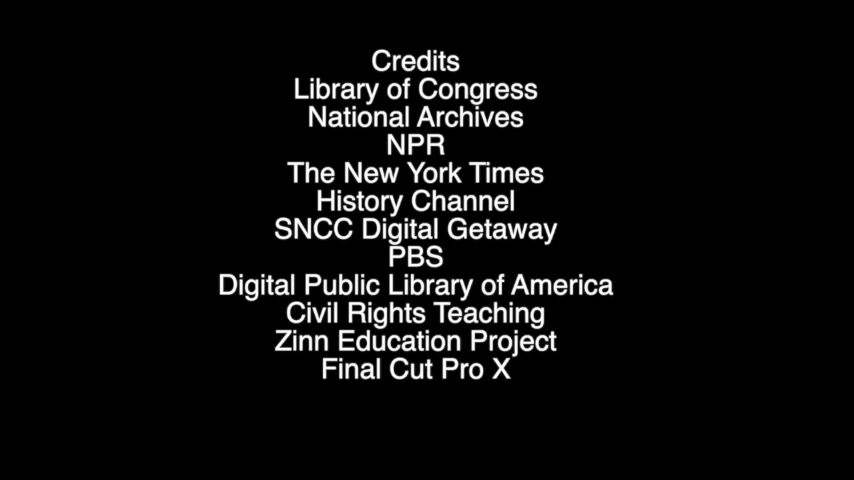 Credits
Library of Congress
National Archives
NPR
The New York Times
History Channel
SNCC Digital Getaway
PBS
Digital Public Library of America
Civil Rights Teaching
Zinn Education Project
Final Cut Pro X